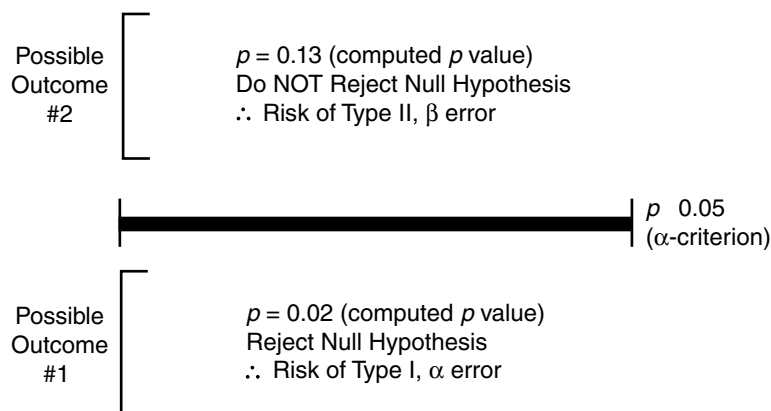 Possible
Outcome
#2
p = 0.13 (computed p value)
Do NOT Reject Null Hypothesis
∴ Risk of Type II, β error
p 0.05
(α-criterion)
Possible
Outcome
#1
p = 0.02 (computed p value)
Reject Null Hypothesis
∴ Risk of Type I, α error